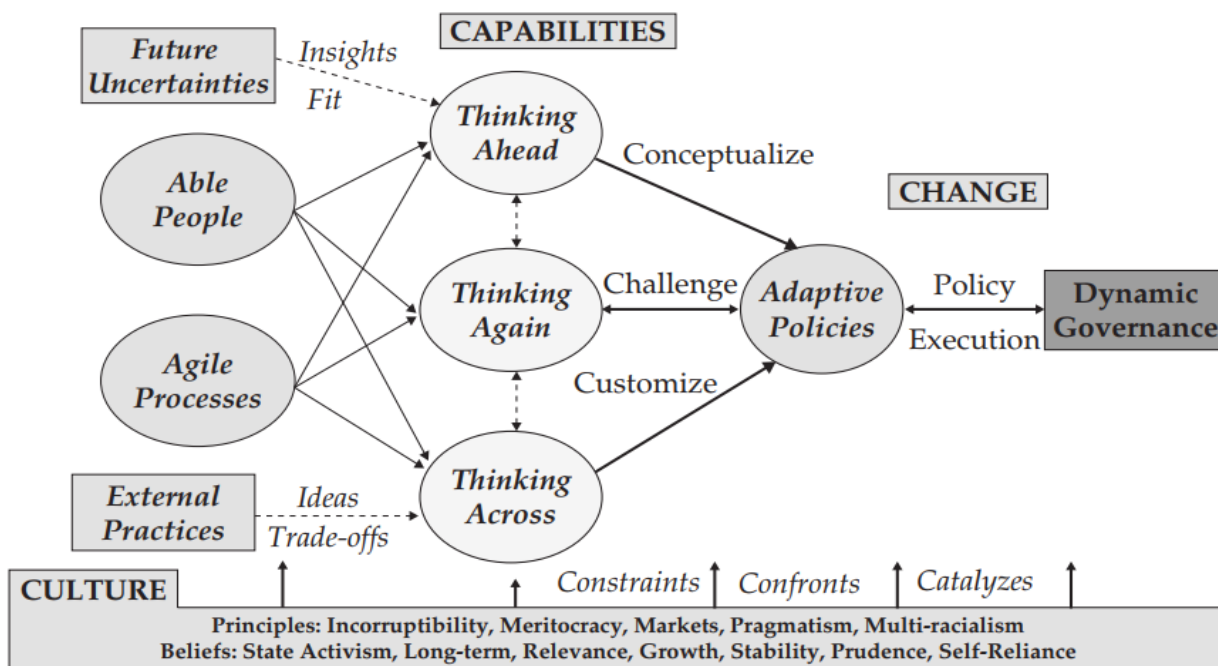 CAPABILITIES
Future
Uncertainties
Insights
Fit
Thinking
Ahead
Conceptualize
Able
People
CHANGE
Thinking
Again
Challenge
Adaptive
Policies
Policy
Execution
Dynamic
Governance
Agile
Processes
Customize
External
Practices
Ideas
Trade-offs
Thinking
Across
CULTURE
Constraints
Confronts
Catalyzes
Principles: Incorruptibility, Meritocracy, Markets, Pragmatism, Multi-racialism
Beliefs: State Activism, Long-term, Relevance, Growth, Stability, Prudence, Self-Reliance